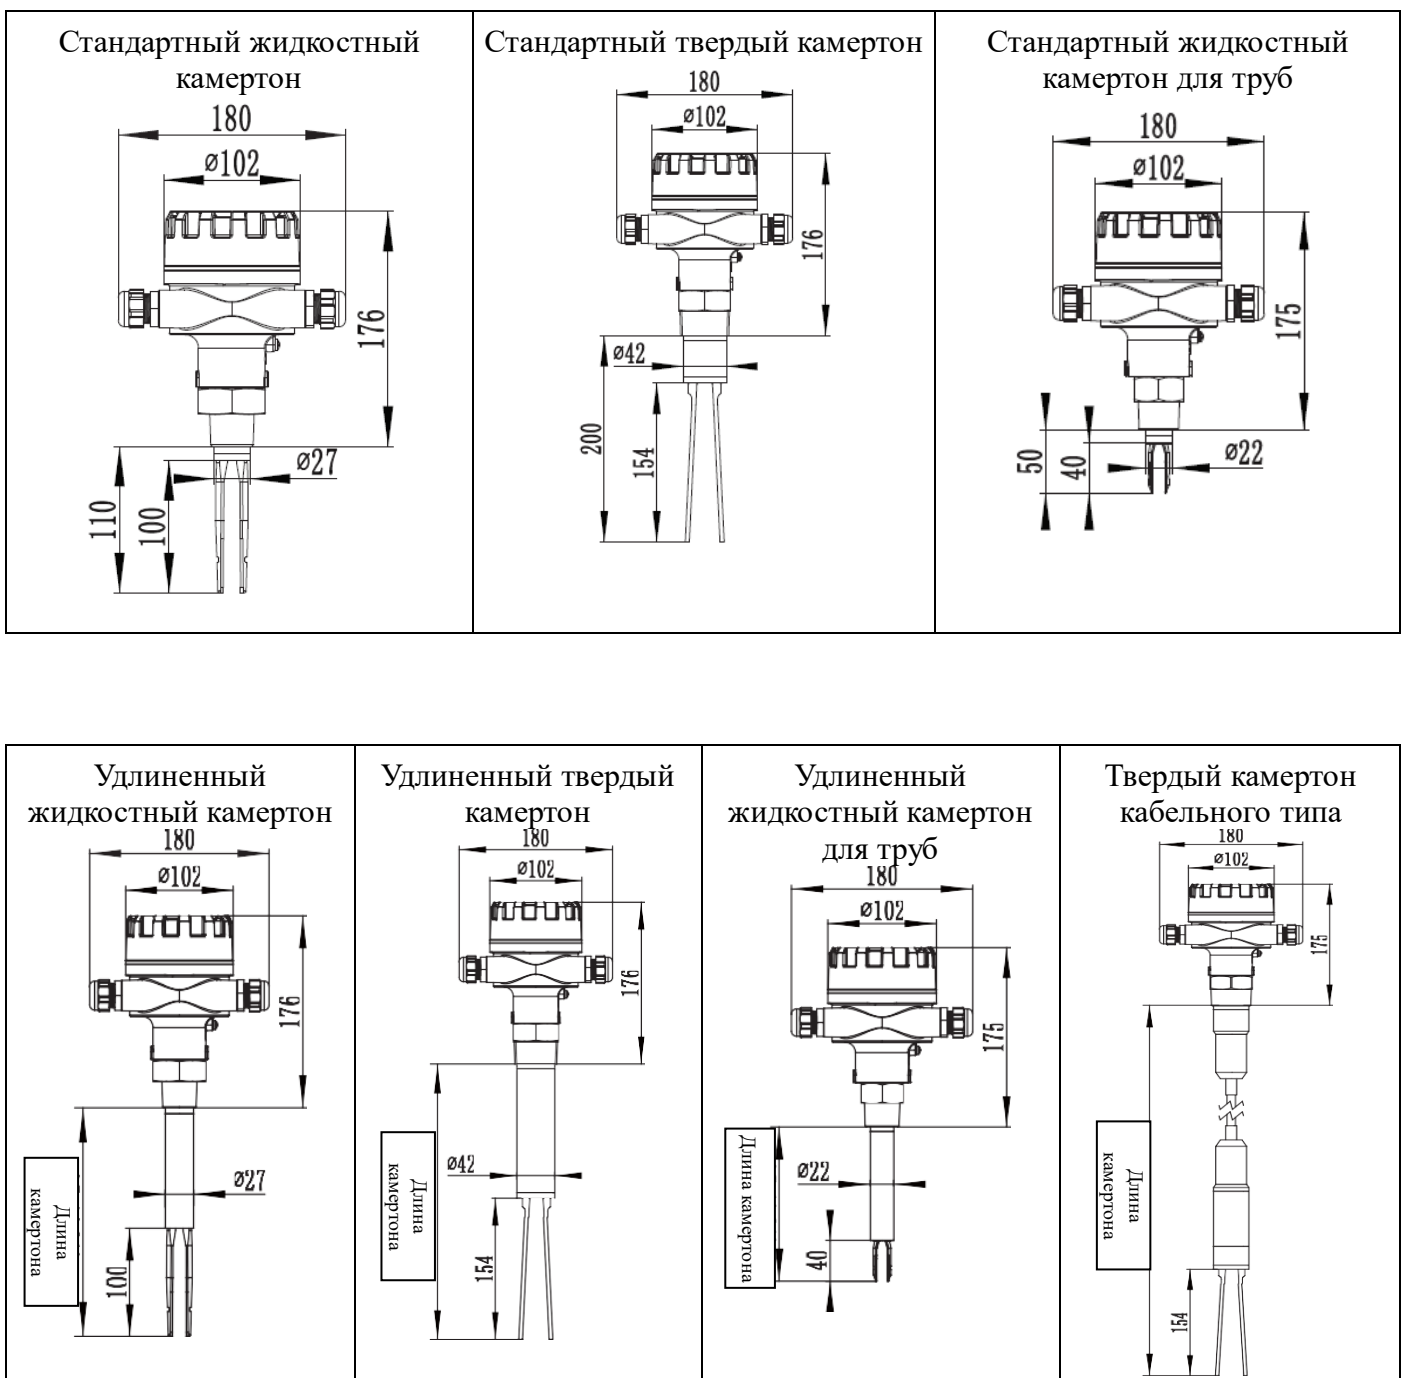 Стандартный жидкостный
камертон
180
ø102
176
ø27
110
100
Стандартный твердый камертон
180
ø102
176
ø42
200
154
Стандартный жидкостный
камертон для труб
180
ø102
175
50
40
ø22
Удлиненный
жидкостный камертон
180
ø102
176
ø27
Длина
камертона
100
Удлиненный твердый
камертон
180
ø102
176
ø42
Длина
камертона
154
Удлиненный
жидкостный камертон
для труб
180
ø102
175
ø22
Длина камертона
40
Твердый камертон
кабельного типа
180
ø102
175
Длина
камертона
154